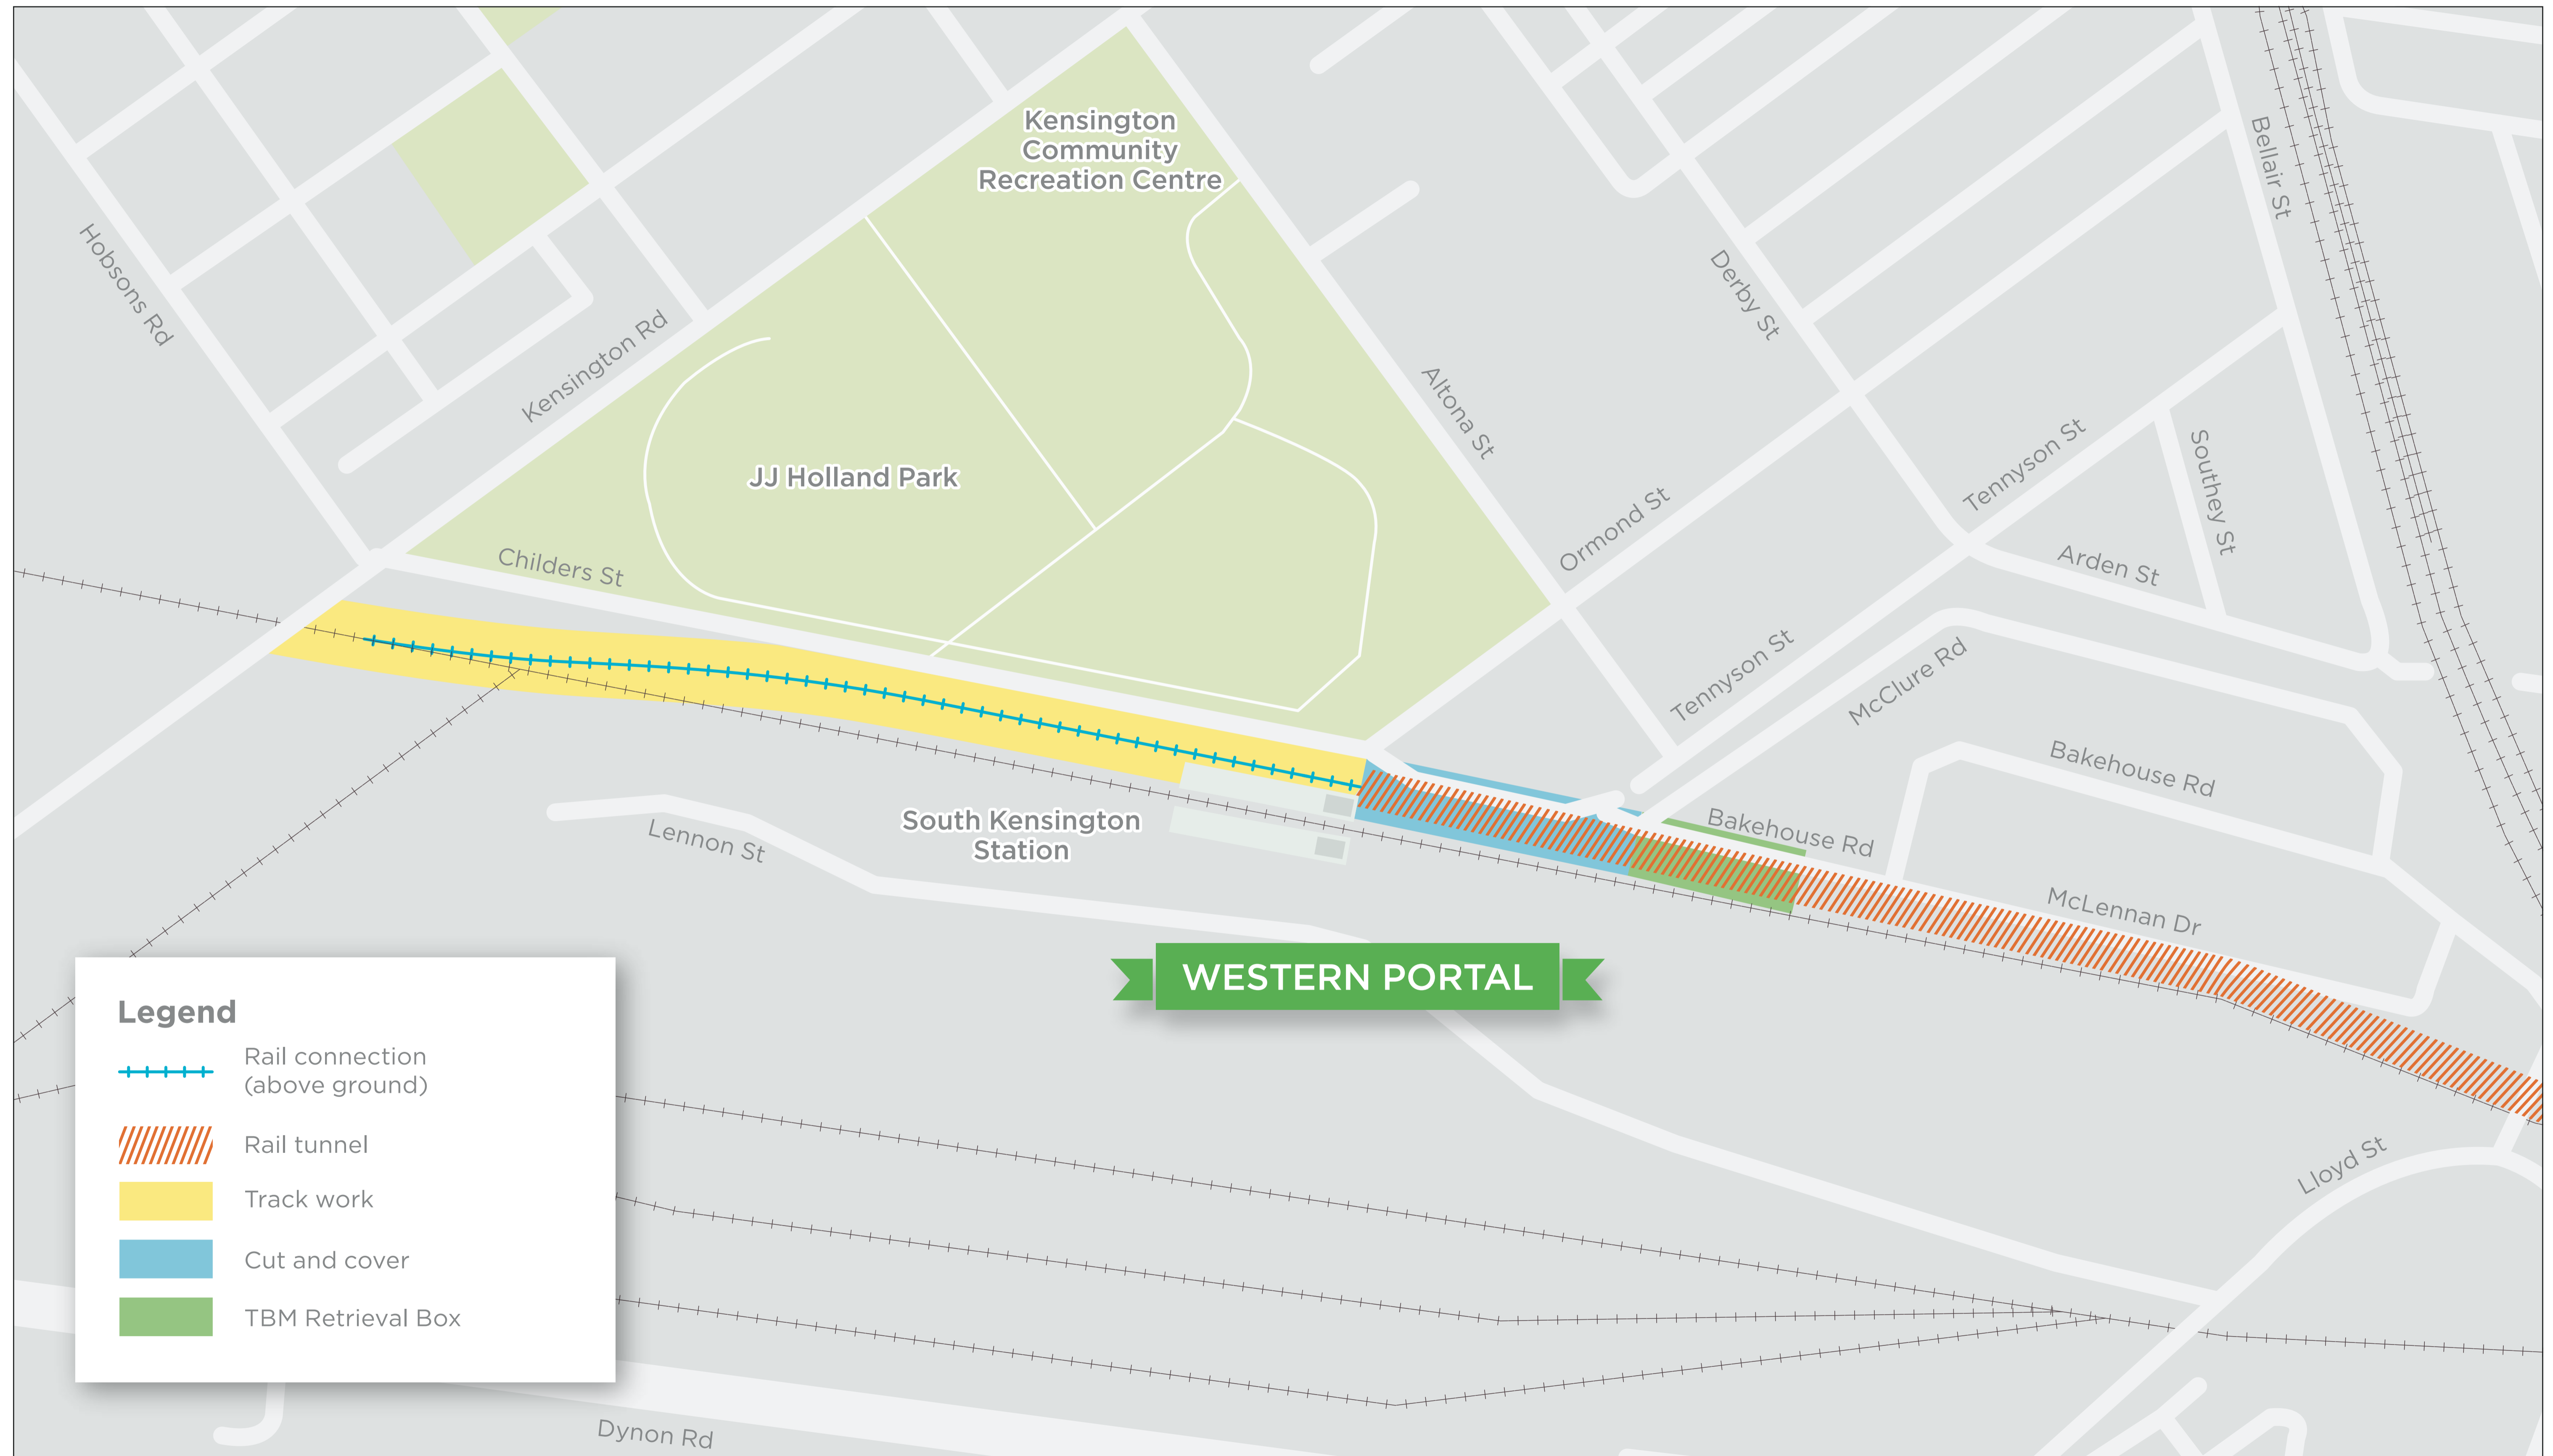 Kensington
Community
Recreation Centre
Bellair St
Hobsons Rd
Kensington Rd
Derby St
Altona St
JJ Holland Park
Tennyson St
Southey St
Ormond St
Childers St
Arden St
Tennyson St
McClure Rd
Bakehouse Rd
South Kensington
Station
Lennon St
Bakehouse Rd
McLennan Dr
WESTERN PORTAL
Lloyd St
Legend
Rail connection
(above ground)
Rail tunnel
Track work
Cut and cover
TBM Retrieval Box
Dynon Rd